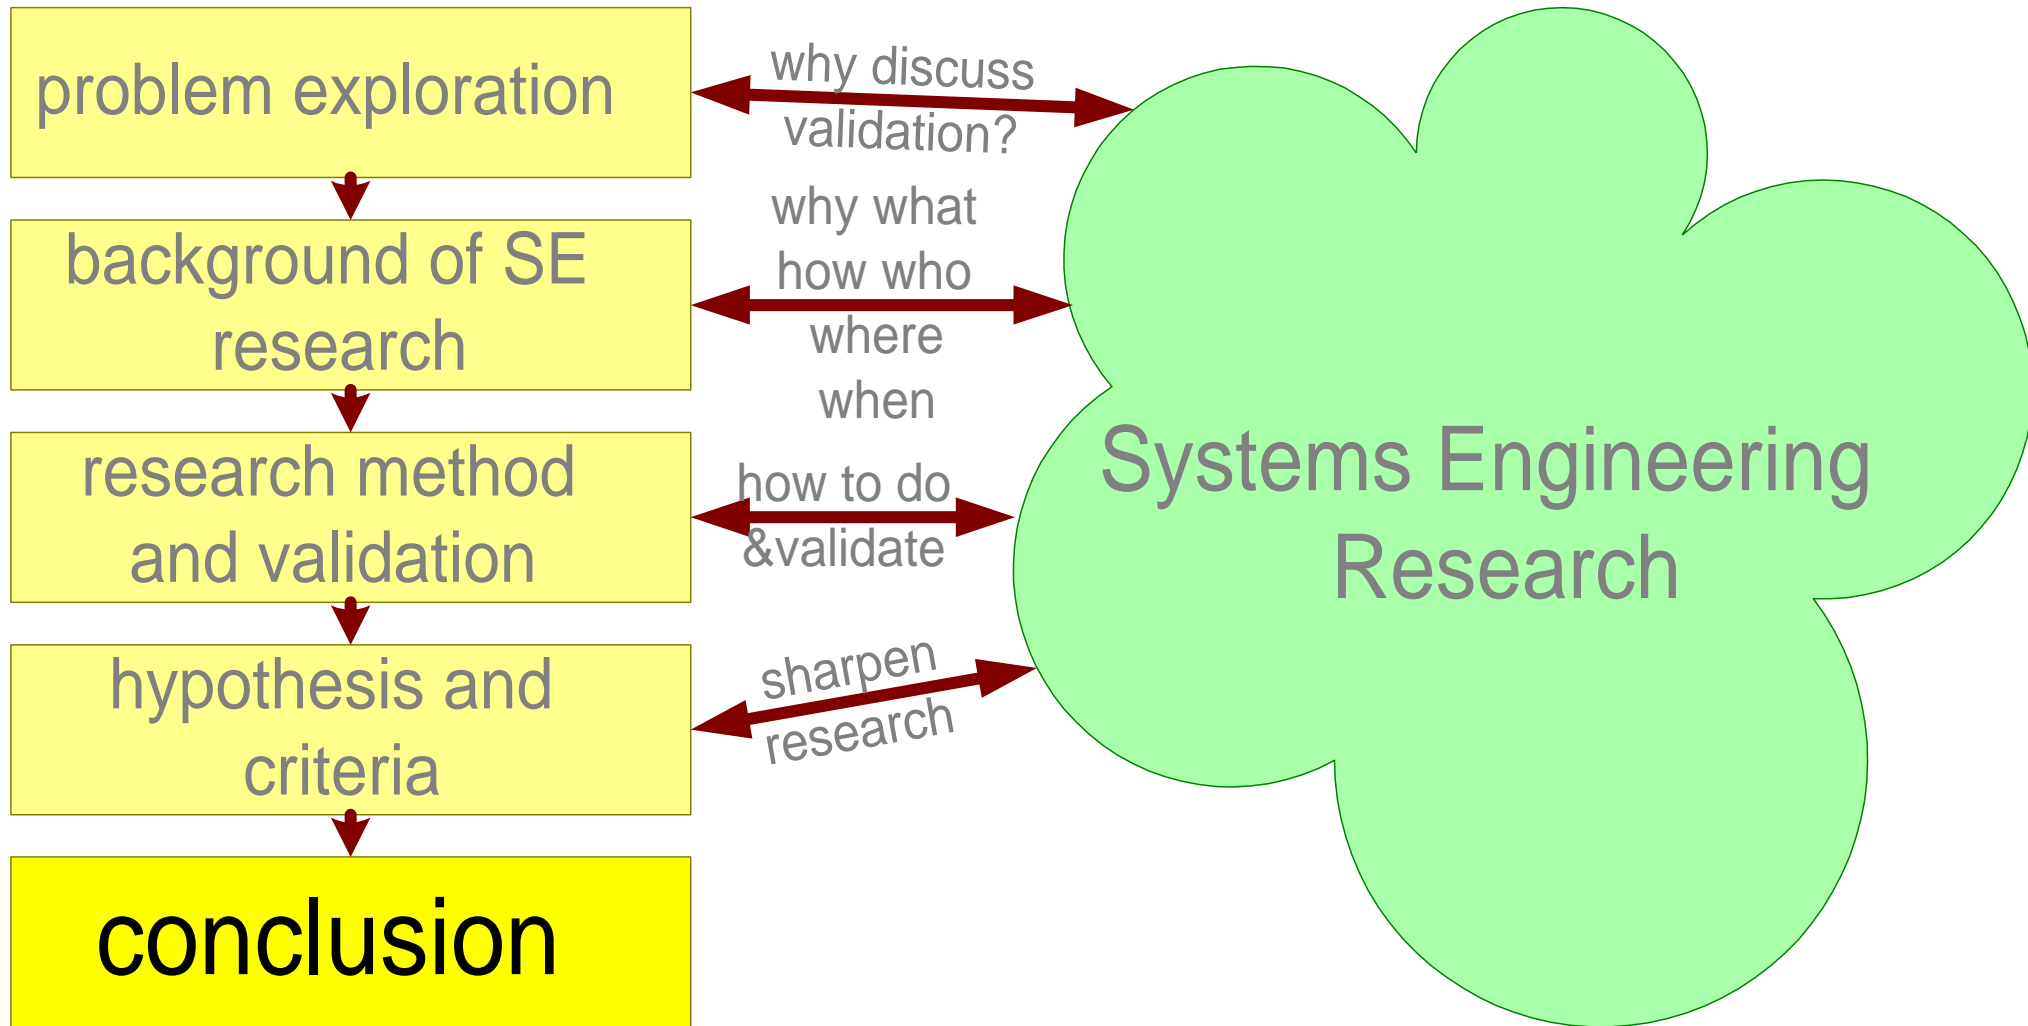 problem exploration
why discuss
validation?
background of SE
research
why what
how who
where
when
research method
and validation
how to do
&validate
hypothesis and
criteria
sharpen
research
conclusion
Systems Engineering
Research